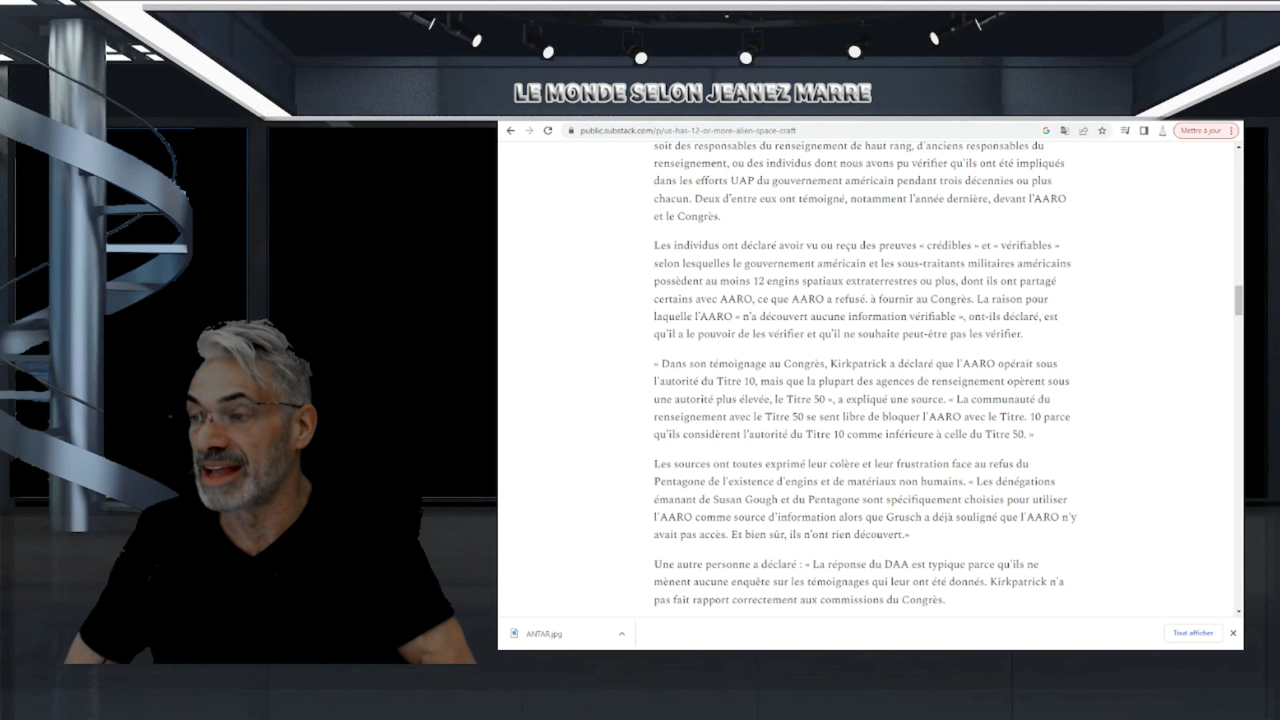 LE MONDE SELON JEANEZ MARRE
public.substack.com/p/us-has-12-or-more-alien-space-craft
Mettre à jour
soit des responsables du renseignement de haut rang, d'anciens responsables du
renseignement, ou des individus dont nous avons pu vérifier qu'ils ont été impliqués
dans les efforts UAP du gouvernement américain pendant trois décennies ou plus
chacun. Deux d'entre eux ont témoigné, notamment l'année dernière, devant l'AARO
et le Congrès.
Les individus ont déclaré avoir vu ou reçu des preuves « crédibles » et « vérifiables »
selon lesquelles le gouvernement américain et les sous-traitants militaires américains
possèdent au moins 12 engins spatiaux extraterrestres ou plus, dont ils ont partagé
certains avec AARO, ce que AARO a refusé. à fournir au Congrès. La raison pour
laquelle l'AARO « n'a découvert aucune information vérifiable », ont-ils déclaré, est
qu'il a le pouvoir de les vérifier et qu'il ne souhaite peut-être pas les vérifier.
« Dans son témoignage au Congrès, Kirkpatrick a déclaré que l'AARO opérait sous
l'autorité du Titre 10, mais que la plupart des agences de renseignement opèrent sous
une autorité plus élevée, le Titre 50 », a expliqué une source. « La communauté du
renseignement avec le Titre 50 se sent libre de bloquer l'AARO avec le Titre. 10 parce
qu'ils considèrent l'autorité du Titre 10 comme inférieure à celle du Titre 50. »
Les sources ont toutes exprimé leur colère et leur frustration face au refus du
Pentagone de l'existence d'engins et de matériaux non humains. « Les dénégations
émanant de Susan Gough et du Pentagone sont spécifiquement choisies pour utiliser
l'AARO comme source d'information alors que Grusch a déjà souligné que l'AARO n'y
avait pas accès. Et bien sûr, ils n'ont rien découvert.»
Une autre personne a déclaré : « La réponse du DAA est typique parce qu'ils ne
mènent aucune enquête sur les témoignages qui leur ont été donnés. Kirkpatrick n'a
pas fait rapport correctement aux commissions du Congrès.
ANTAR.jpg
Tout afficher